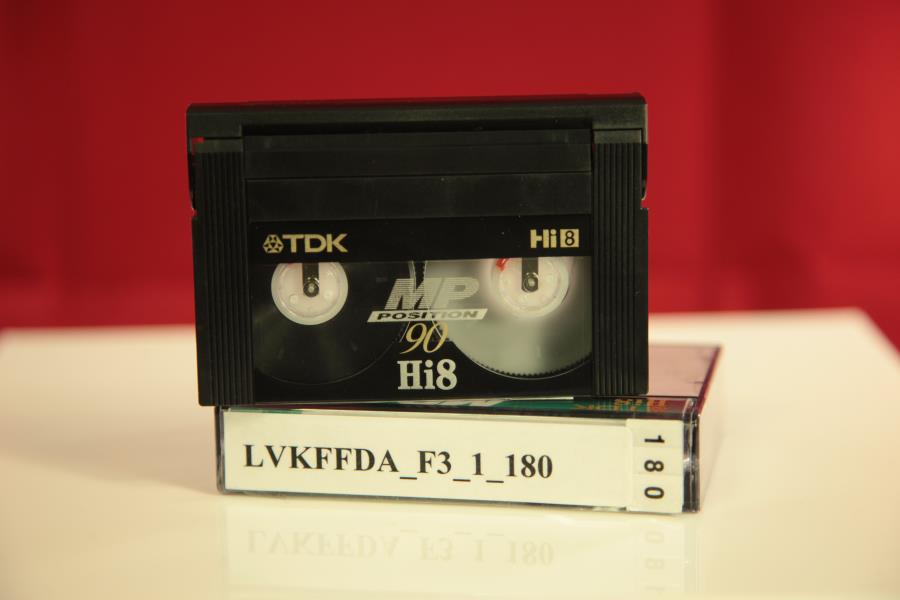 TDK
Hi8
MP
POSITION
90
Hi8
LVKFFDA_F3_1_180
180